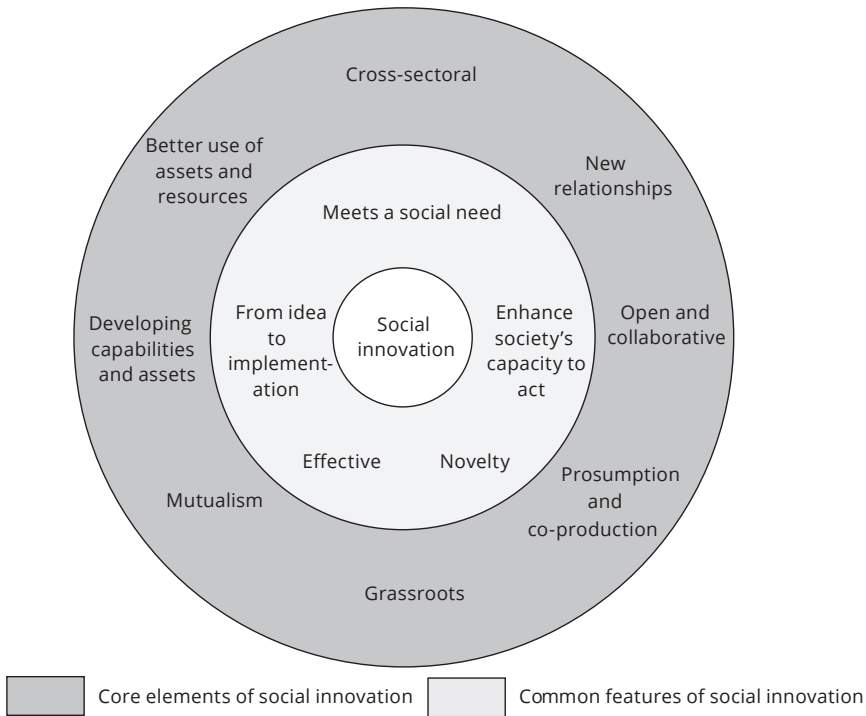 Cross-sectoral
Better use of
assets and
resources
New
relationships
Meets a social need
Developing
capabilities
and assets
From idea
to
implement-
ation
Social
innovation
Enhance
society’s
capacity to
act
Open and
collaborative
Effective
Novelty
Mutualism
Prosumption
and
co-production
Grassroots
Core elements of social innovation
Common features of social innovation